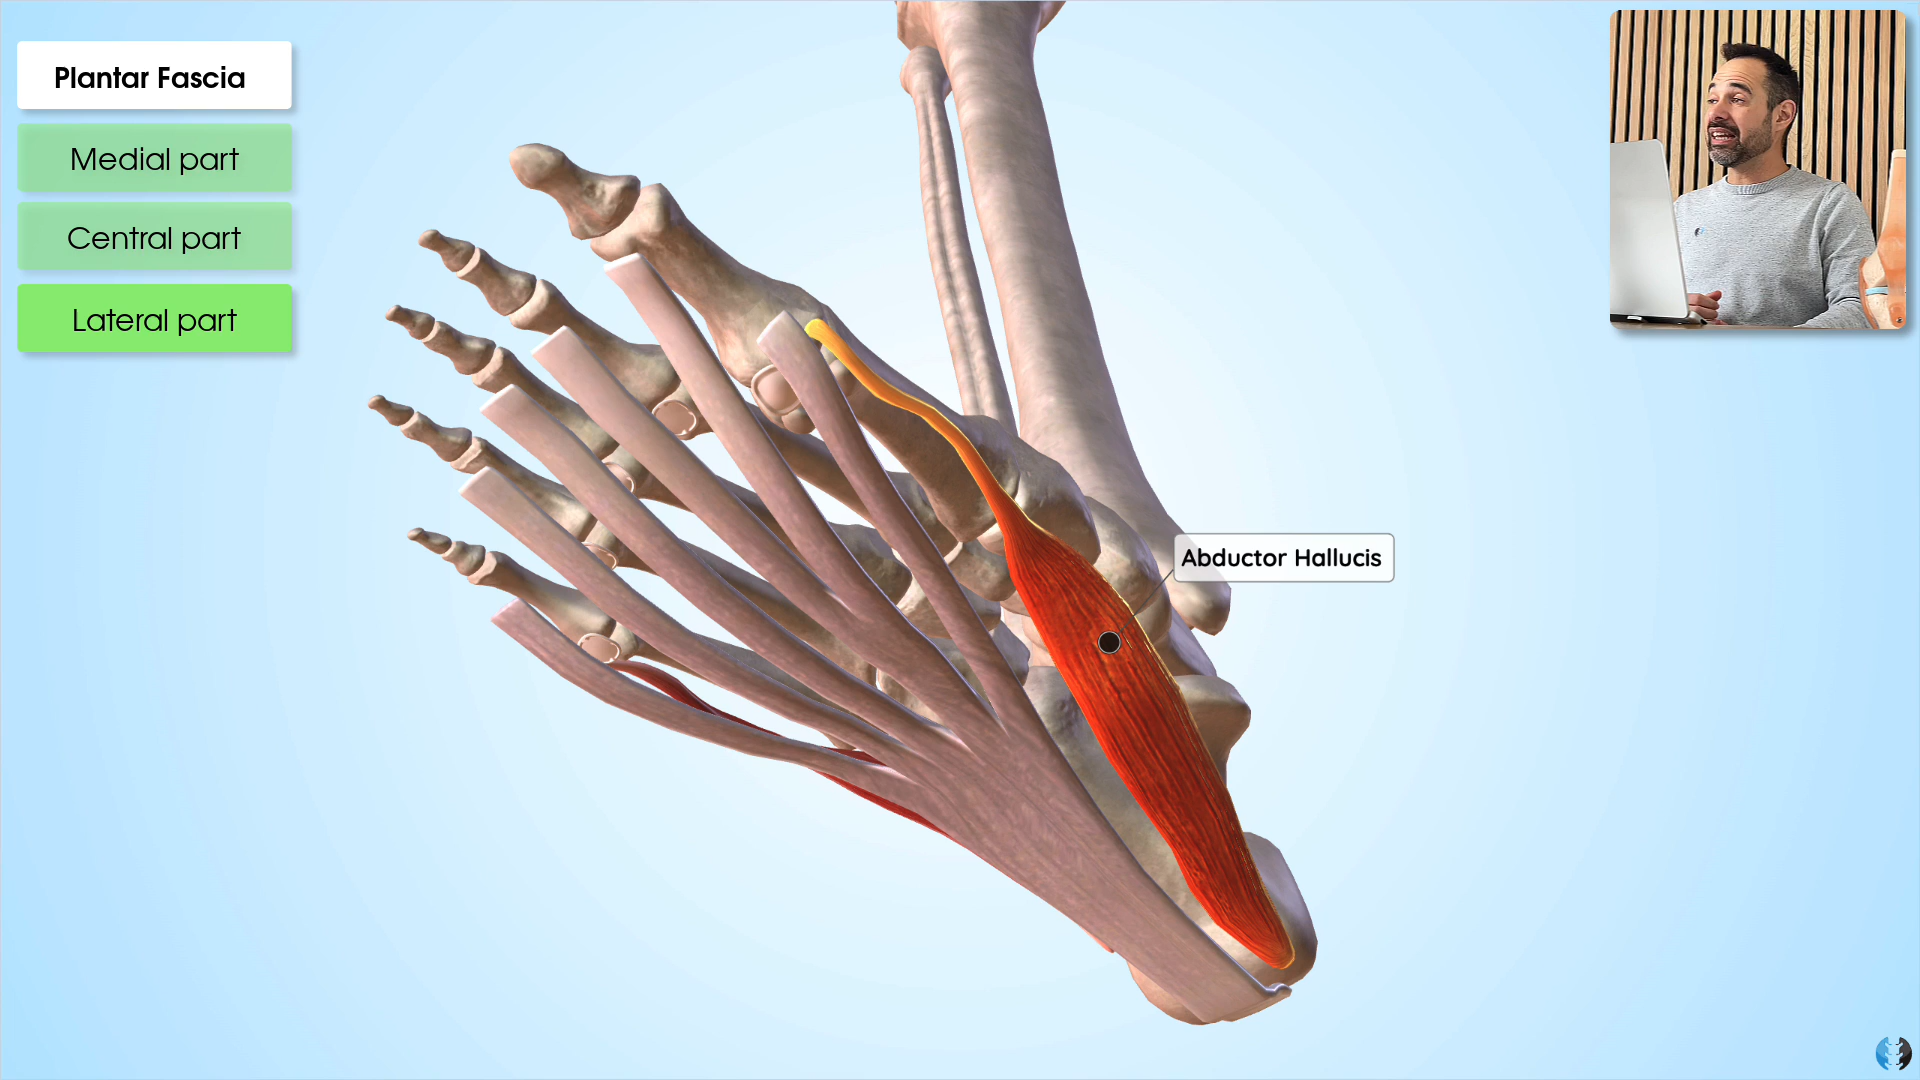 Plantar Fascia
Medial part
Central part
Lateral part
Abductor Hallucis